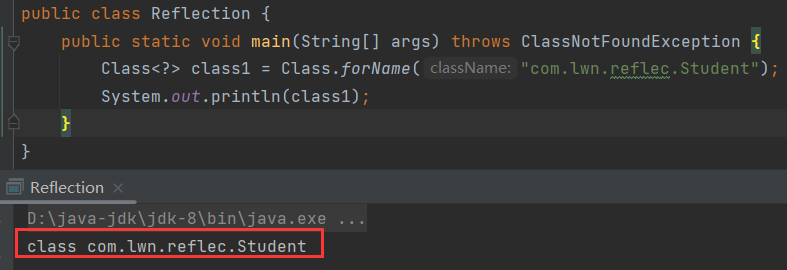 public class Reflection {
    public static void main(String[] args) throws ClassNotFoundException {
        Class<?> class1 = Class.forName( className: "com.lwn.reflec.Student");
        System.out.println(class1);
    }
}
Reflection ×
D:\java-jdk\jdk-8\bin\java.exe ...
class com.lwn.reflec.Student